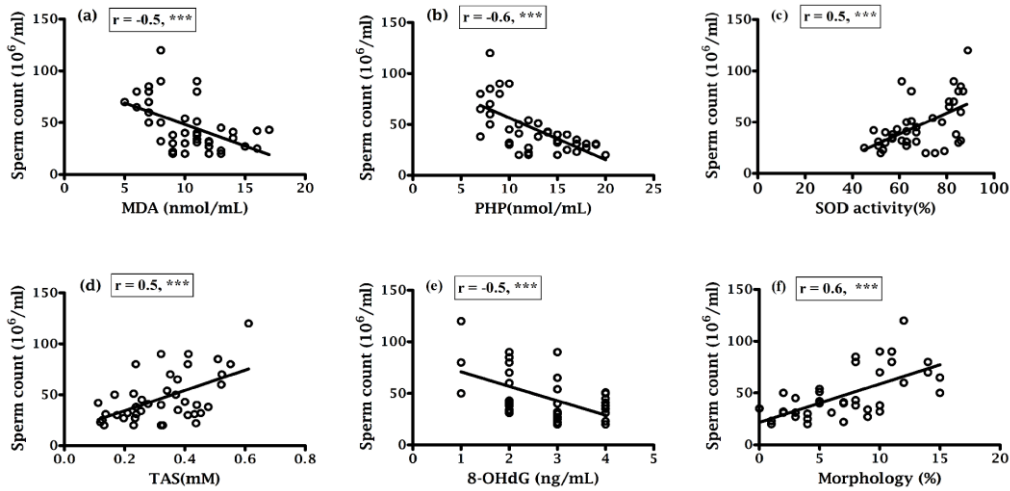 (a)
r = -0.5, ***
Sperm count (10⁶/ml)
150
100
50
0
0 5 10 15 20
MDA (nmol/mL)
(b)
r = -0.6, ***
Sperm count (10⁶/ml)
150
100
50
0
0 5 10 15 20 25
PHP(nmol/mL)
(c)
r = 0.5, ***
Sperm count (10⁶/ml)
150
100
50
0
0 20 40 60 80 100
SOD activity(%)
(d)
r = 0.5, ***
Sperm count (10⁶/ml)
150
100
50
0
0.0 0.2 0.4 0.6 0.8
TAS(mM)
(e)
r = -0.5, ***
Sperm count (10⁶/ml)
150
100
50
0
0 1 2 3 4 5
8-OHdG (ng/mL)
(f)
r = 0.6, ***
Sperm count (10⁶/ml)
150
100
50
0
0 5 10 15 20
Morphology (%)